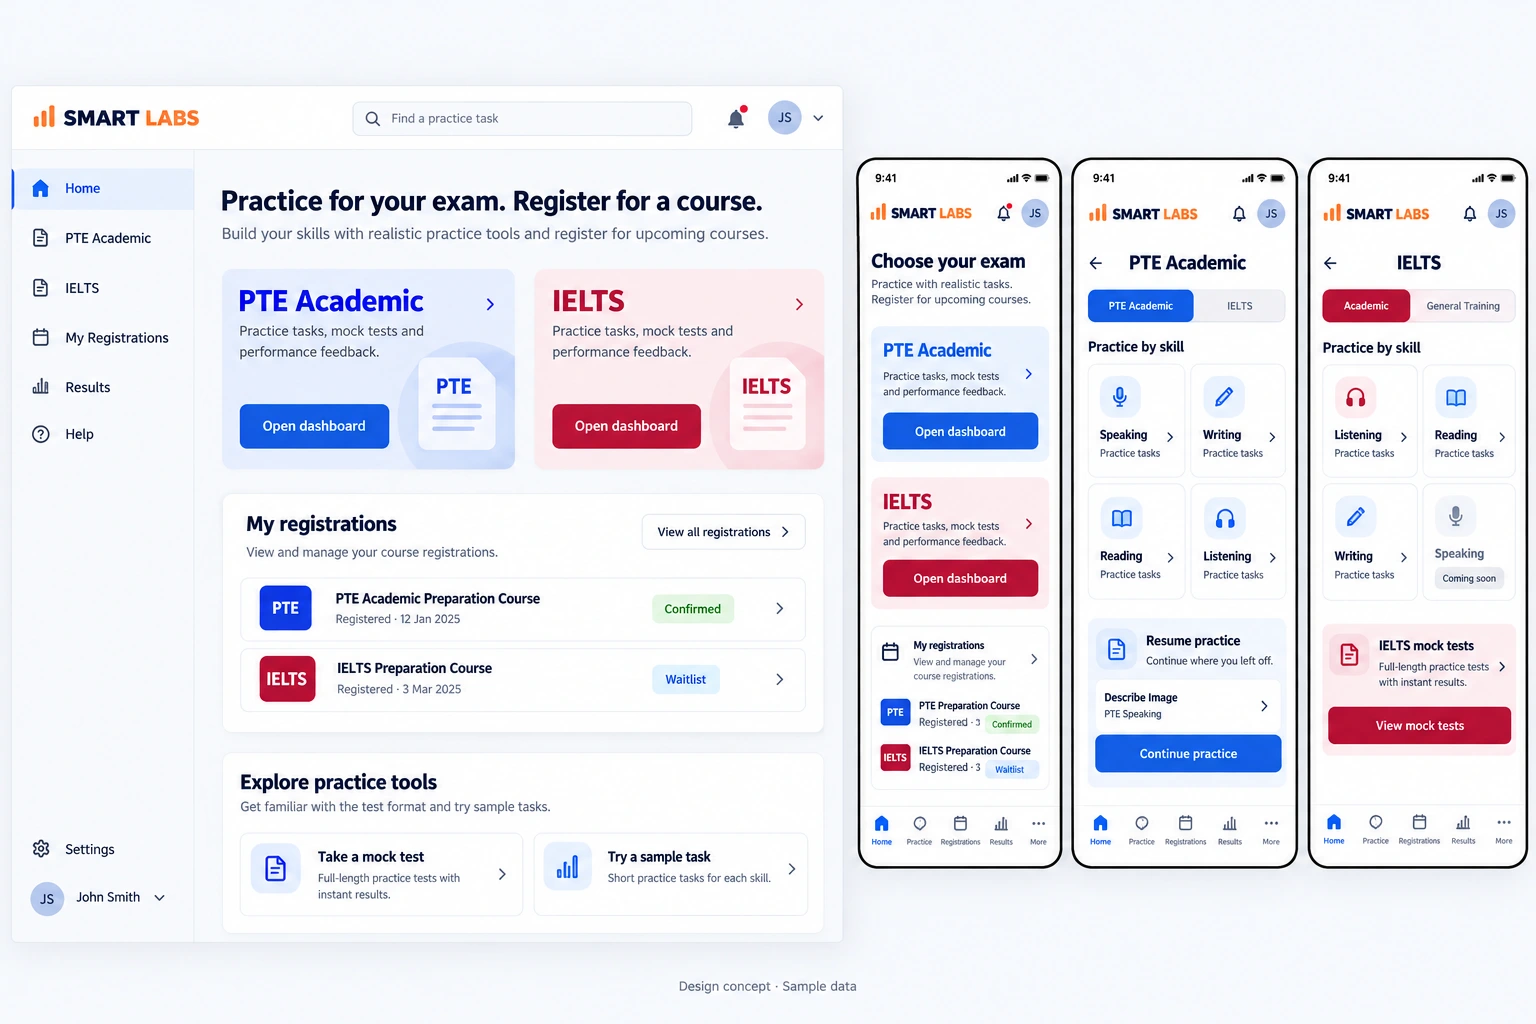 SMART LABS
Find a practice task
JS
Home
PTE Academic
IELTS
My Registrations
Results
Help
Settings
JS
John Smith
Practice for your exam. Register for a course.
Build your skills with realistic practice tools and register for upcoming courses.
PTE Academic
Practice tasks, mock tests and
performance feedback.
PTE
Open dashboard
IELTS
Practice tasks, mock tests and
performance feedback.
IELTS
Open dashboard
My registrations
View and manage your course registrations.
View all registrations
PTE
PTE Academic Preparation Course
Registered · 12 Jan 2025
Confirmed
IELTS
IELTS Preparation Course
Registered · 3 Mar 2025
Waitlist
Explore practice tools
Get familiar with the test format and try sample tasks.
Take a mock test
Full-length practice tests with
instant results.
Try a sample task
Short practice tasks for each skill.
9:41
SMART LABS
JS
Choose your exam
Practice with realistic tasks.
Register for upcoming courses.
PTE Academic
Practice tasks, mock tests
and performance feedback.
Open dashboard
IELTS
Practice tasks, mock tests
and performance feedback.
Open dashboard
My registrations
View and manage your
course registrations.
PTE
PTE Preparation Course
Registered ·
Confirmed
IELTS
IELTS Preparation Course
Registered · 3
Waitlist
Home
Practice
Registrations
Results
More
9:41
SMART LABS
JS
PTE Academic
PTE Academic
IELTS
Practice by skill
Speaking
Practice tasks
Writing
Practice tasks
Reading
Practice tasks
Listening
Practice tasks
Resume practice
Continue where you left off.
Describe Image
PTE Speaking
Continue practice
Home
Practice
Registrations
Results
More
9:41
SMART LABS
JS
IELTS
Academic
General Training
Practice by skill
Listening
Practice tasks
Reading
Practice tasks
Writing
Practice tasks
Speaking
Coming soon
IELTS mock tests
Full-length practice tests
with instant results.
View mock tests
Home
Practice
Registrations
Results
More
Design concept · Sample data